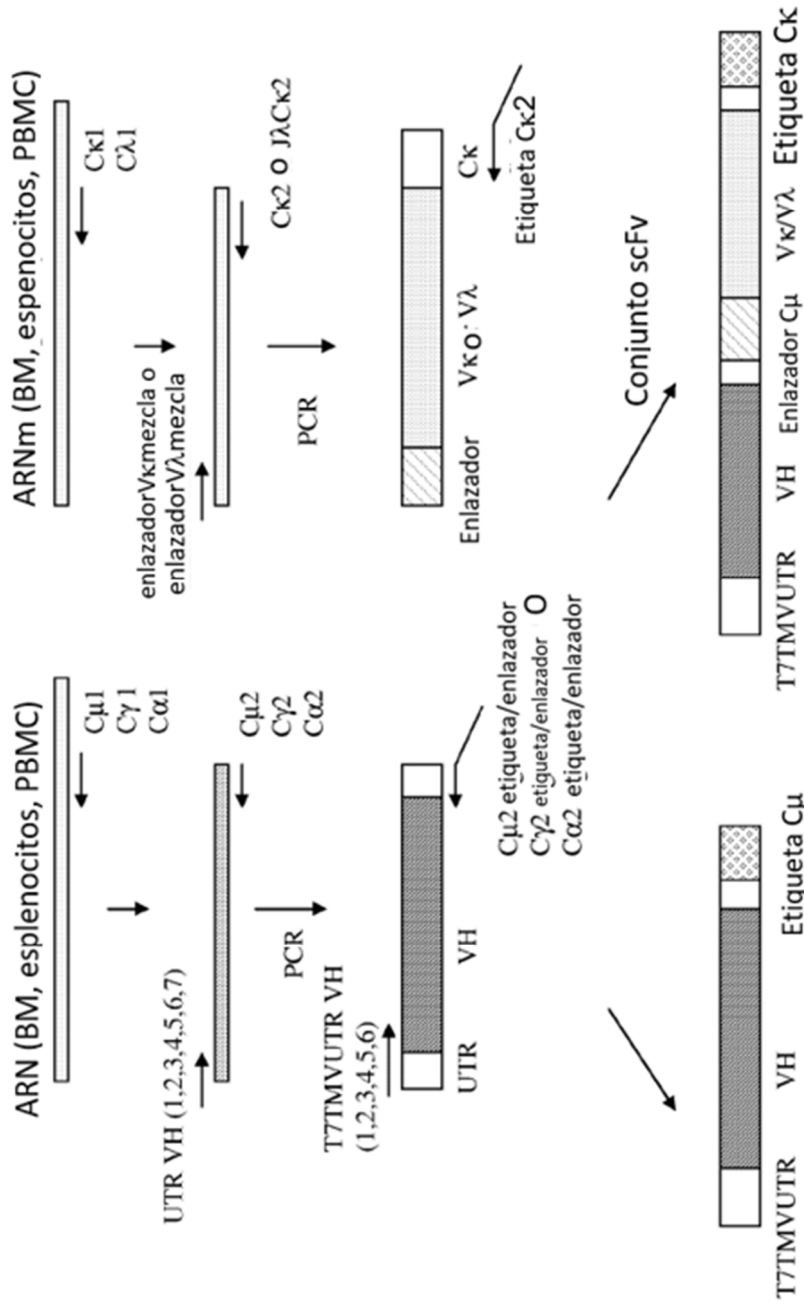 ARN (BM, esplenocitos, PBMC)
Cμ1
Cγ1
Cα1
UTR VH (1,2,3,4,5,6,7)
Cμ2
Cγ2
Cα2
PCR
T7TMVUTR VH
(1,2,3,4,5,6)
UTR
VH
Cμ2 etiqueta/enlazador
Cγ2 etiqueta/enlazador O
Cα2 etiqueta/enlazador
T7TMVUTR
VH
Etiqueta Cμ
ARNm (BM, espenocitos, PBMC)
Cκ1
Cλ1
enlazadorVκmezcla o
enlazadorVλmezcla
Cκ2 o JλCκ2
PCR
Enlazador
Vκo: Vλ
Cκ
Etiqueta Cκ2
Conjunto scFv
T7TMVUTR
VH
Enlazador Cμ
Vκ/Vλ
Etiqueta Cκ